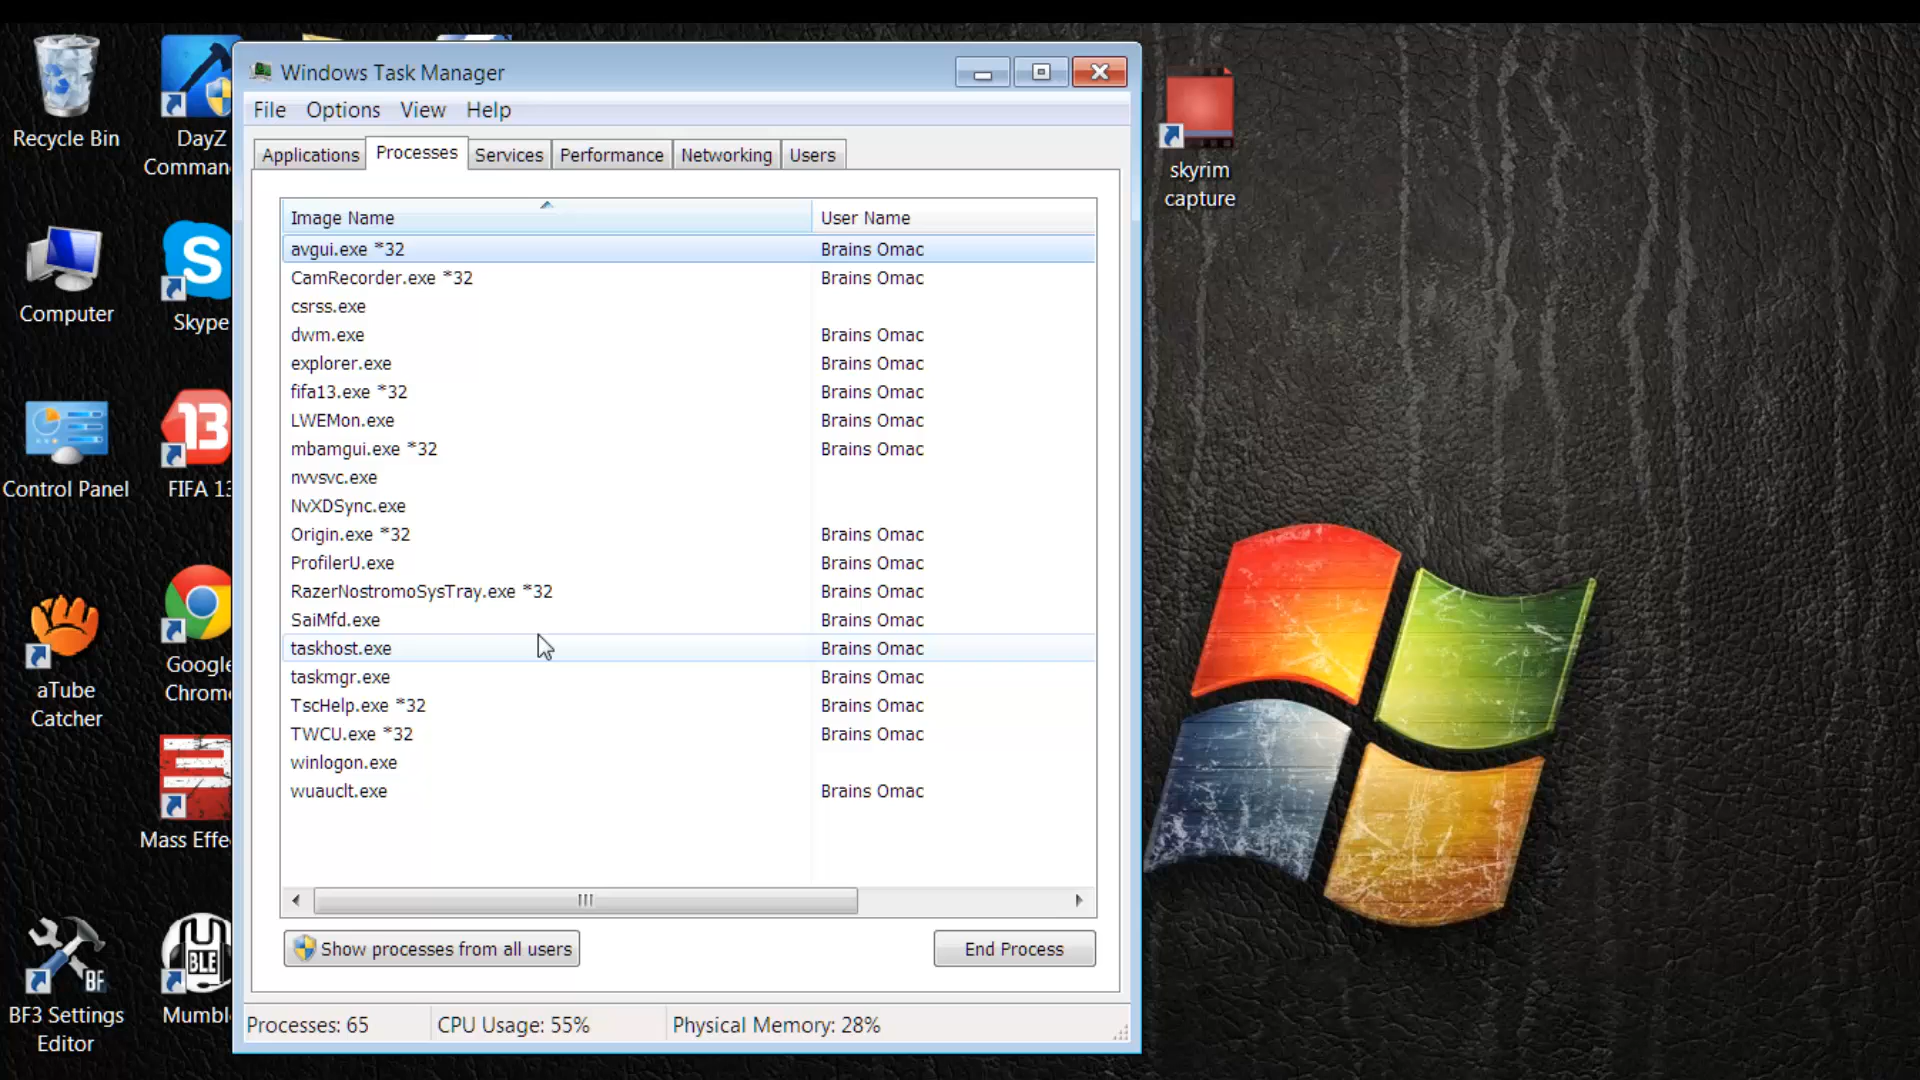 Windows Task Manager
File Options View Help
Applications Processes Services Performance Networking Users
Image Name User Name
avgui.exe *32 Brains Omac
CamRecorder.exe *32 Brains Omac
csrss.exe
dwm.exe Brains Omac
explorer.exe Brains Omac
fifa13.exe *32 Brains Omac
LWEMon.exe Brains Omac
mbamgui.exe *32 Brains Omac
nvvsvc.exe
NvXDSync.exe
Origin.exe *32 Brains Omac
ProfilerU.exe Brains Omac
RazerNostromoSysTray.exe *32 Brains Omac
SaiMfd.exe Brains Omac
taskhost.exe Brains Omac
taskmgr.exe Brains Omac
TscHelp.exe *32 Brains Omac
TWCU.exe *32 Brains Omac
winlogon.exe
wuauclt.exe Brains Omac
Show processes from all users End Process
Processes: 65 CPU Usage: 55% Physical Memory: 28%
Recycle Bin
Computer
Control Panel
aTube
Catcher
BF
BF3 Settings
Editor
DayZ
Comman
S
Skype
13
FIFA 13
Google
Chrom
Mass Effe
U
BLE
Mumbl
skyrim
capture